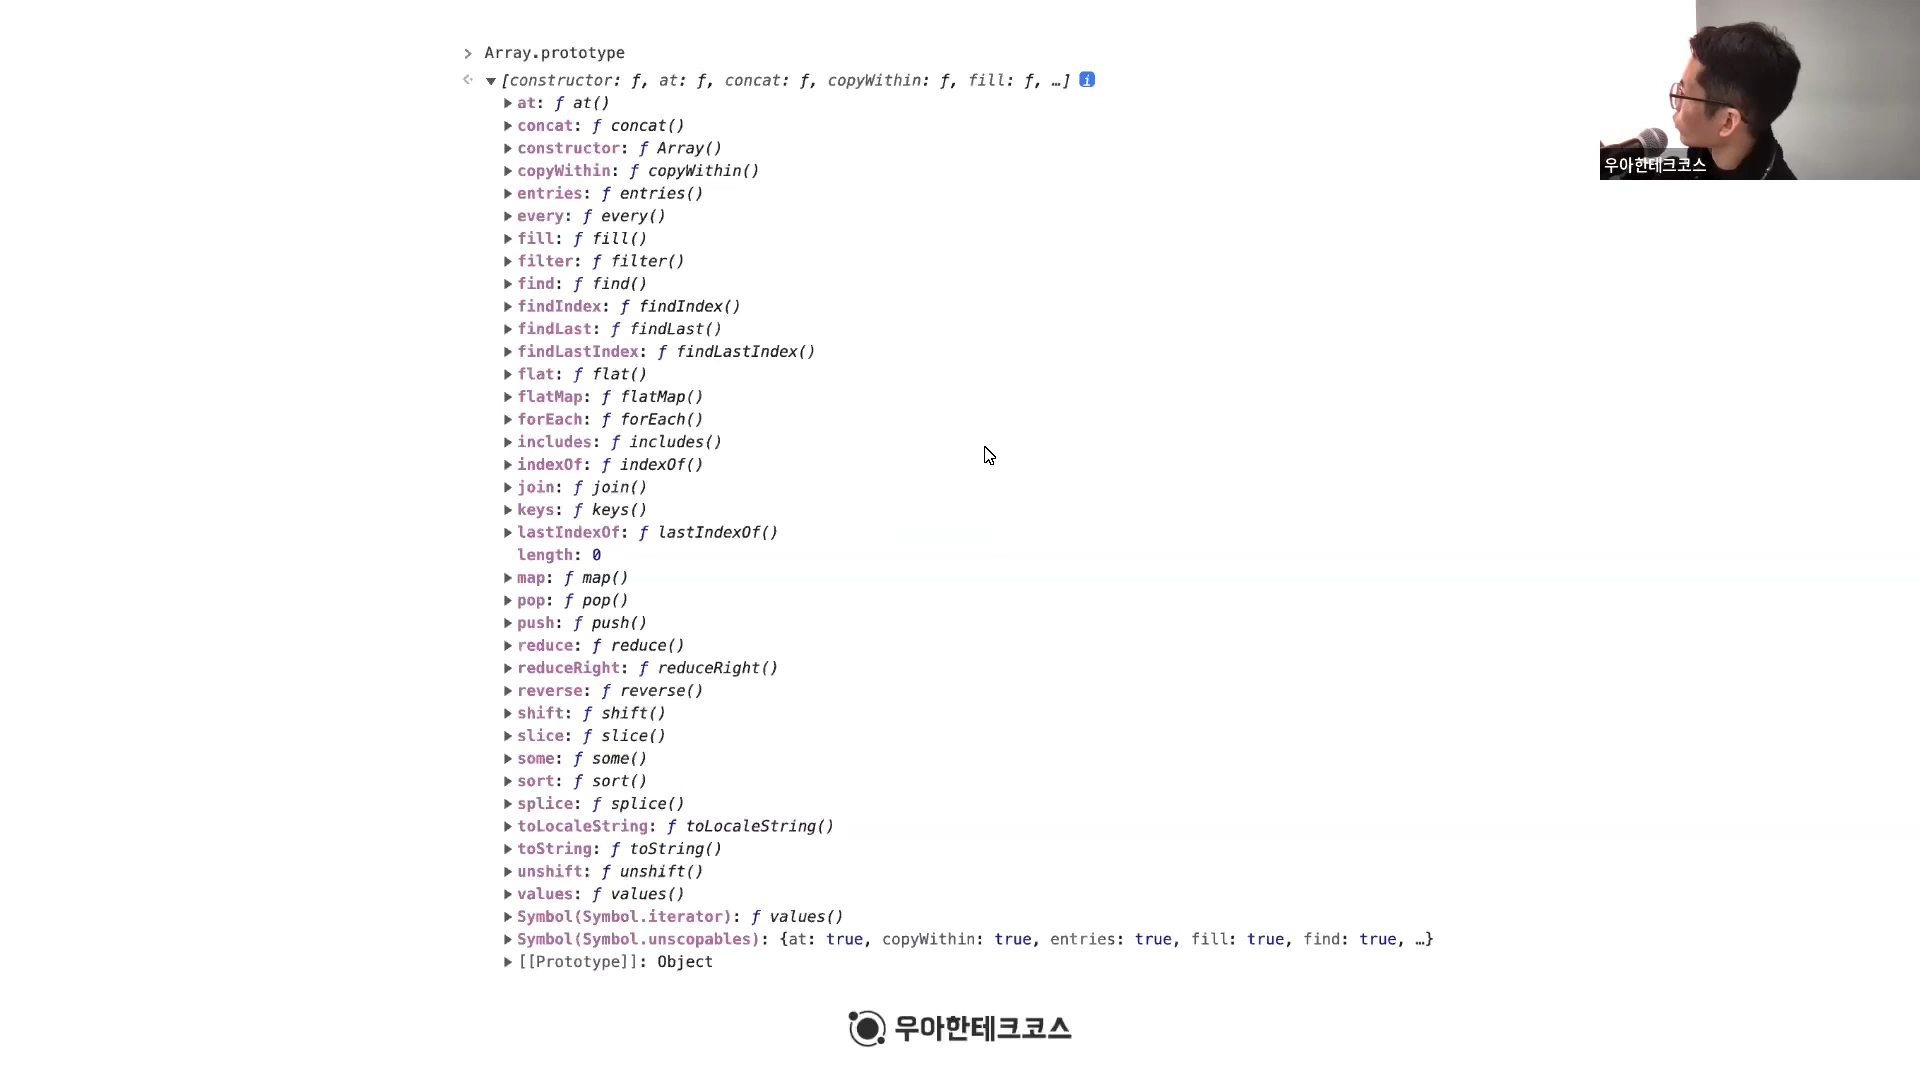 > Array.prototype
[constructor: ƒ, at: ƒ, concat: ƒ, copyWithin: ƒ, fill: ƒ, …] i
at: ƒ at()
concat: ƒ concat()
constructor: ƒ Array()
copyWithin: ƒ copyWithin()
entries: ƒ entries()
every: ƒ every()
fill: ƒ fill()
filter: ƒ filter()
find: ƒ find()
findIndex: ƒ findIndex()
findLast: ƒ findLast()
findLastIndex: ƒ findLastIndex()
flat: ƒ flat()
flatMap: ƒ flatMap()
forEach: ƒ forEach()
includes: ƒ includes()
indexOf: ƒ indexOf()
join: ƒ join()
keys: ƒ keys()
lastIndexOf: ƒ lastIndexOf()
length: 0
map: ƒ map()
pop: ƒ pop()
push: ƒ push()
reduce: ƒ reduce()
reduceRight: ƒ reduceRight()
reverse: ƒ reverse()
shift: ƒ shift()
slice: ƒ slice()
some: ƒ some()
sort: ƒ sort()
splice: ƒ splice()
toLocaleString: ƒ toLocaleString()
toString: ƒ toString()
unshift: ƒ unshift()
values: ƒ values()
Symbol(Symbol.iterator): ƒ values()
Symbol(Symbol.unscopables): {at: true, copyWithin: true, entries: true, fill: true, find: true, …}
[[Prototype]]: Object
우아한테크코스
우아한테크코스